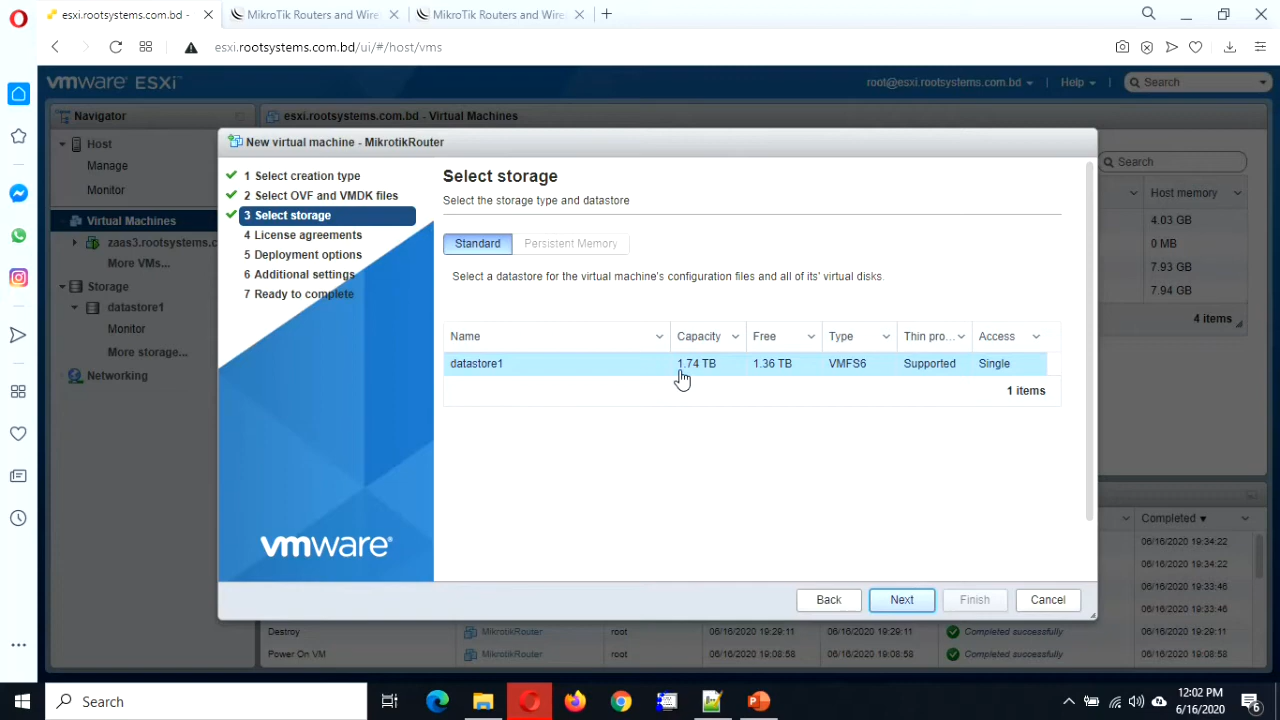 esxi.rootsystems.com.bd -
MikroTik Routers and Wire
MikroTik Routers and Wire
esxi.rootsystems.com.bd/ui/#/host/vms
vmware ESXi
root@esxi.rootsystems.com.bd
Help
Search
Navigator
esxi.rootsystems.com.bd - Virtual Machines
Host
Manage
Monitor
Virtual Machines
zaas3.rootsystems.c
More VMs...
Storage
datastore1
Monitor
More storage...
Networking
Search
Host memory
4.03 GB
0 MB
7.93 GB
7.94 GB
4 items
New virtual machine - MikrotikRouter
1 Select creation type
2 Select OVF and VMDK files
3 Select storage
4 License agreements
5 Deployment options
6 Additional settings
7 Ready to complete
vmware®
Select storage
Select the storage type and datastore
Standard
Persistent Memory
Select a datastore for the virtual machine's configuration files and all of its' virtual disks.
Name Capacity Free Type Thin pro... Access
datastore1 1.74 TB 1.36 TB VMFS6 Supported Single
1 items
Back
Next
Finish
Cancel
Completed ▼
06/16/2020 19:34:22
06/16/2020 19:34:22
06/16/2020 19:33:46
06/16/2020 19:34:09
Destroy MikrotikRouter root 06/16/2020 19:29:11 06/16/2020 19:29:11 Completed successfully 06/16/2020 19:29:11
Power On VM MikrotikRouter root 06/16/2020 19:08:58 06/16/2020 19:08:58 Completed successfully 06/16/2020 19:08:58
Search
12:02 PM
6/16/2020
6